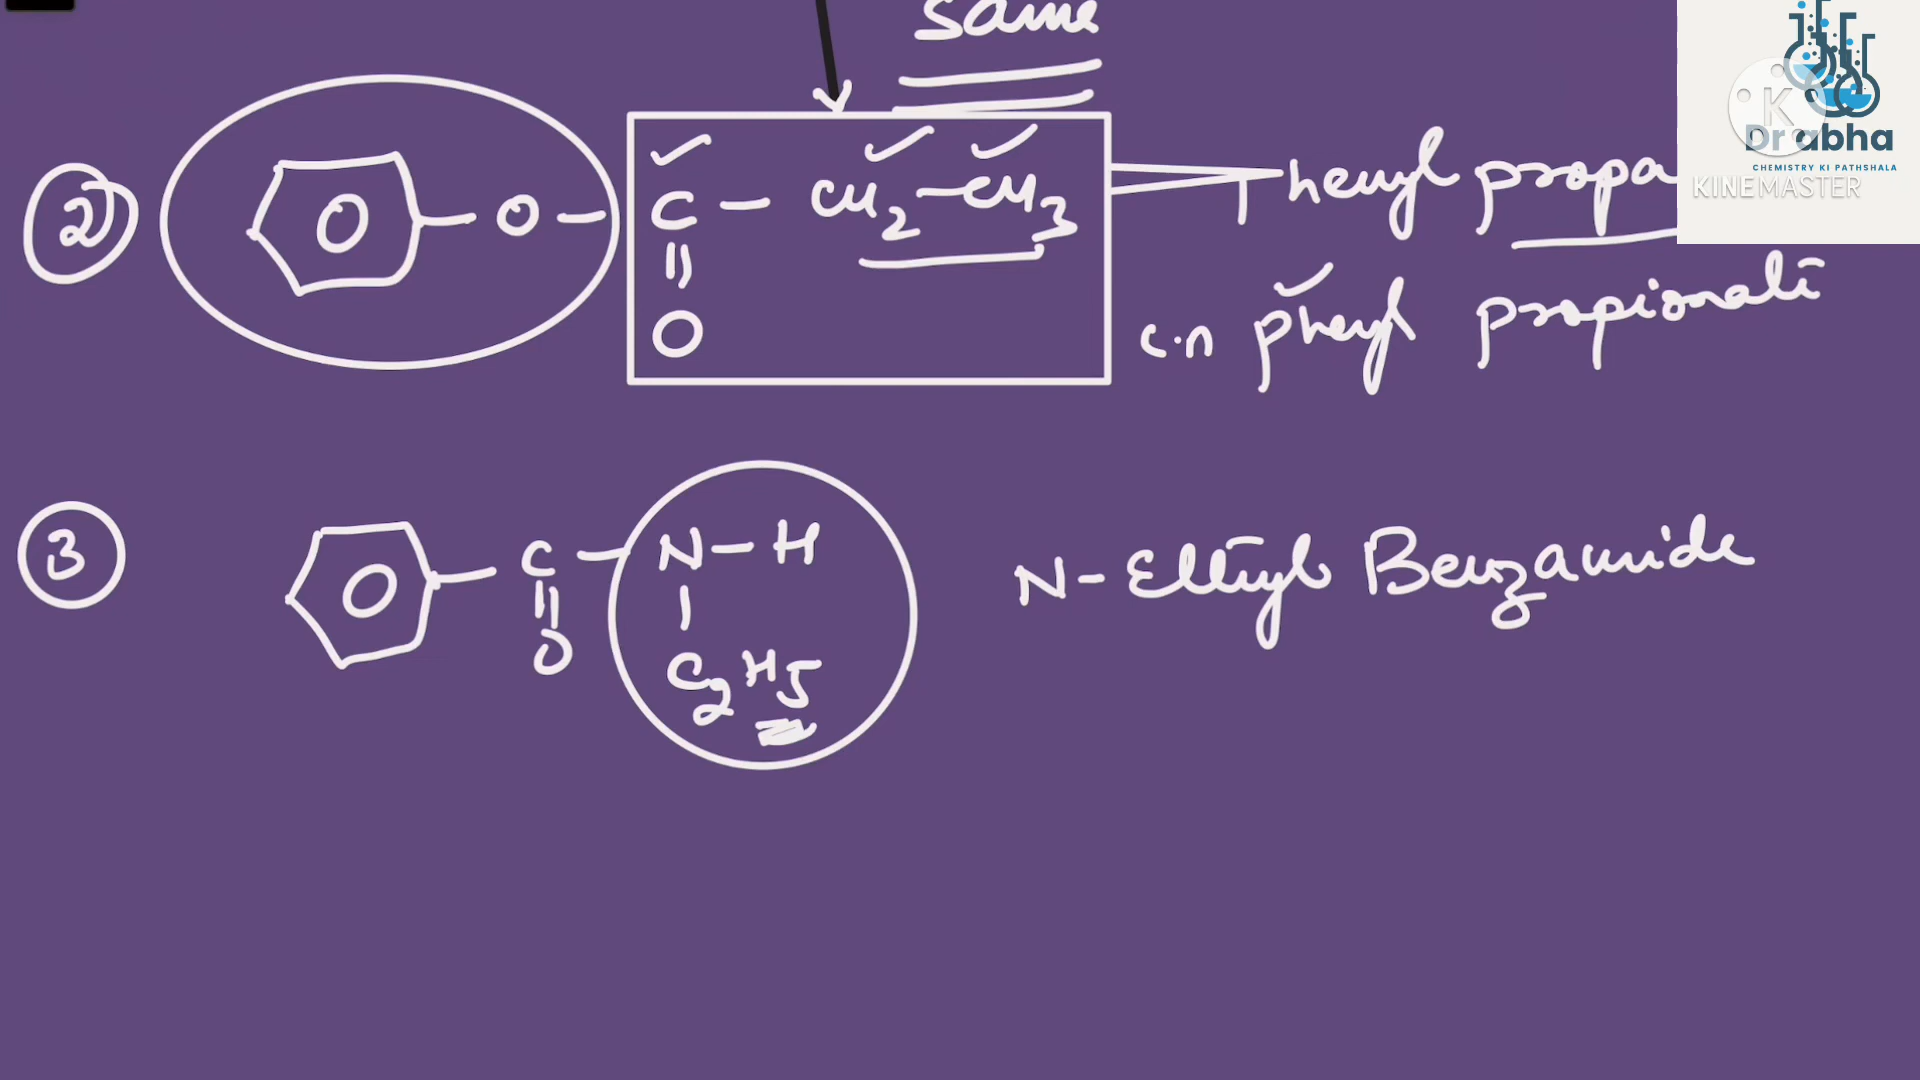 Same
② O - O - C - CH2 - CH3 Phenyl propa
|| 
O
c.n phenyl propionate
③ O - C - N - H N- Ethyl Benzamide
|| |
O C2H5
Dr abha
CHEMISTRY KI PATHSHALA
K
KINEMASTER